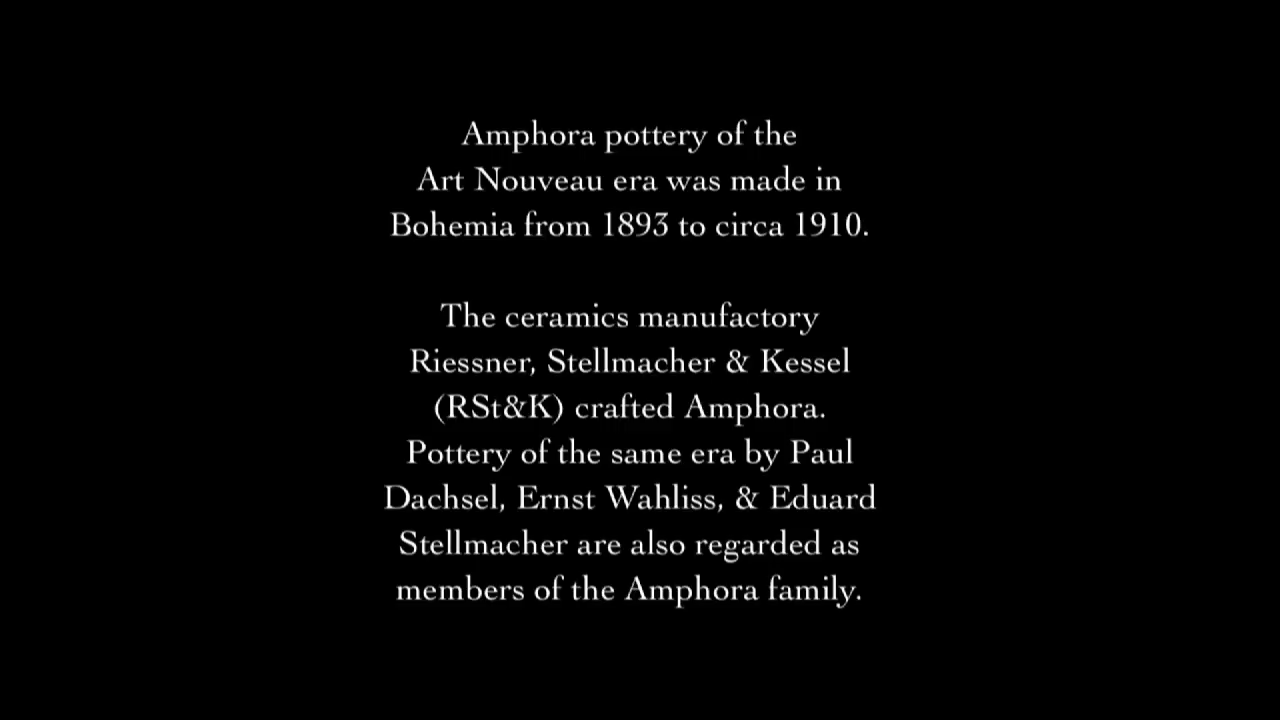 Amphora pottery of the
Art Nouveau era was made in
Bohemia from 1893 to circa 1910.
The ceramics manufactory
Riessner, Stellmacher & Kessel
(RSt&K) crafted Amphora.
Pottery of the same era by Paul
Dachsel, Ernst Wahliss, & Eduard
Stellmacher are also regarded as
members of the Amphora family.